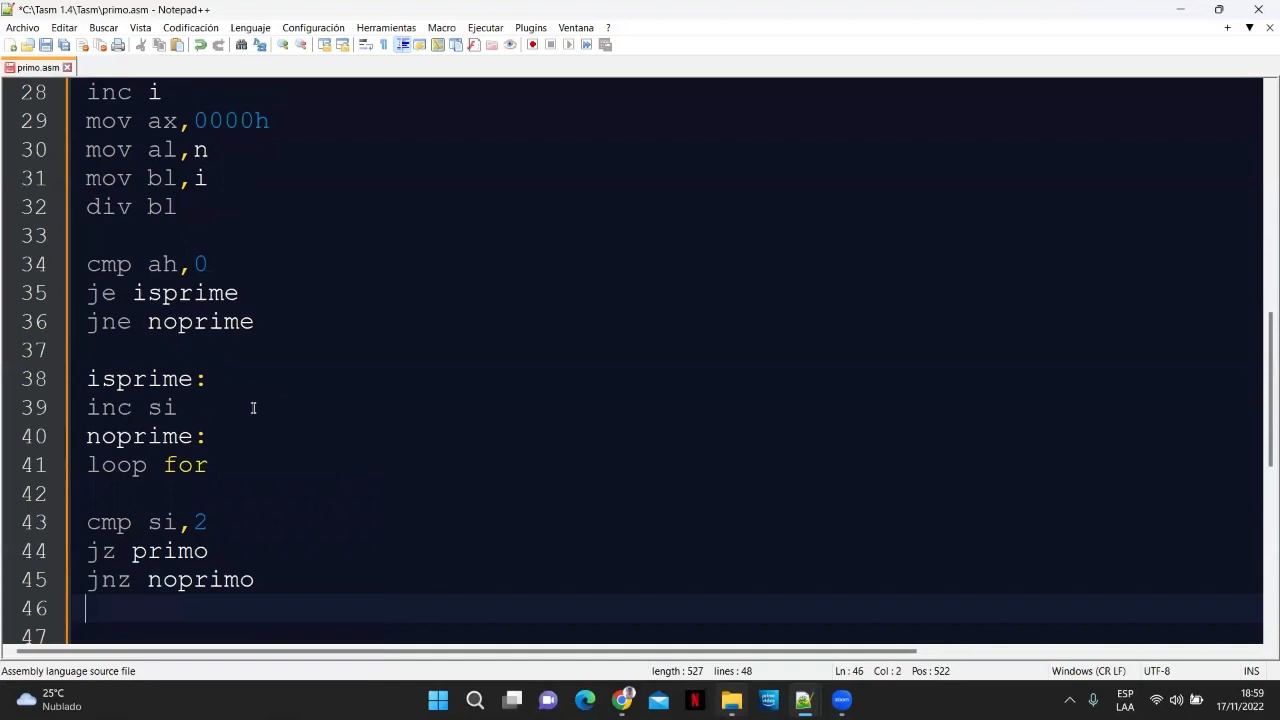 *C:\Tasm 1.4\Tasm\primo.asm - Notepad++
Archivo Editar Buscar Vista Codificación Lenguaje Configuración Herramientas Macro Ejecutar Plugins Ventana ?
primo.asm
28 inc i
29 mov ax,0000h
30 mov al,n
31 mov bl,i
32 div bl
33
34 cmp ah,0
35 je isprime
36 jne noprime
37
38 isprime:
39 inc si
40 noprime:
41 loop for
42
43 cmp si,2
44 jz primo
45 jnz noprimo
46
47
Assembly language source file length : 527 lines : 48 Ln : 46 Col : 2 Pos : 522 Windows (CR LF) UTF-8 INS
25°C
Nublado
ESP
LAA
18:59
17/11/2022
zoom
prime
video